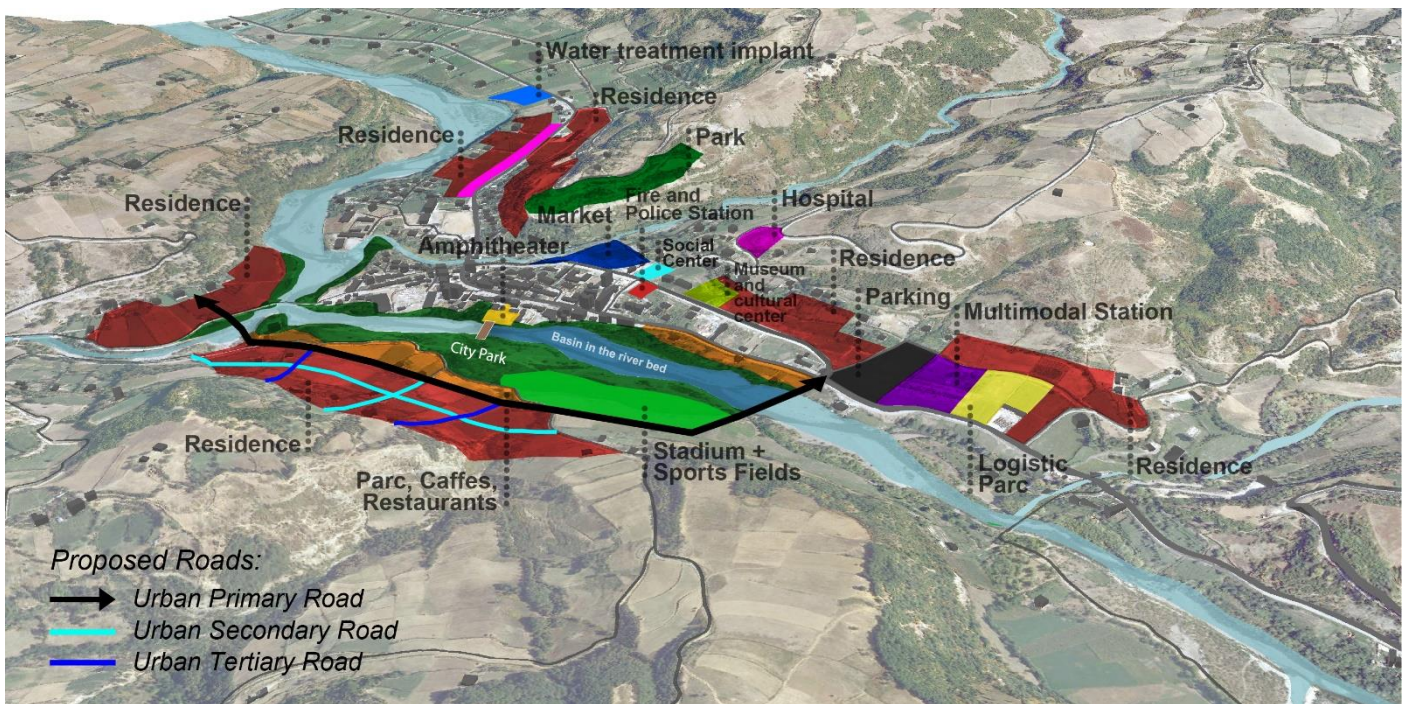 Water treatment implant
Residence
Residence
Park
Residence
Fire and
Police Station
Market
Hospital
Amphitheater
Social
Center
Residence
Museum
and
cultural
center
Parking
Multimodal Station
City Park
Basin in the river bed
Residence
Parc, Caffes,
Restaurants
Stadium +
Sports Fields
Logistic
Parc
Residence
Proposed Roads:
Urban Primary Road
Urban Secondary Road
Urban Tertiary Road